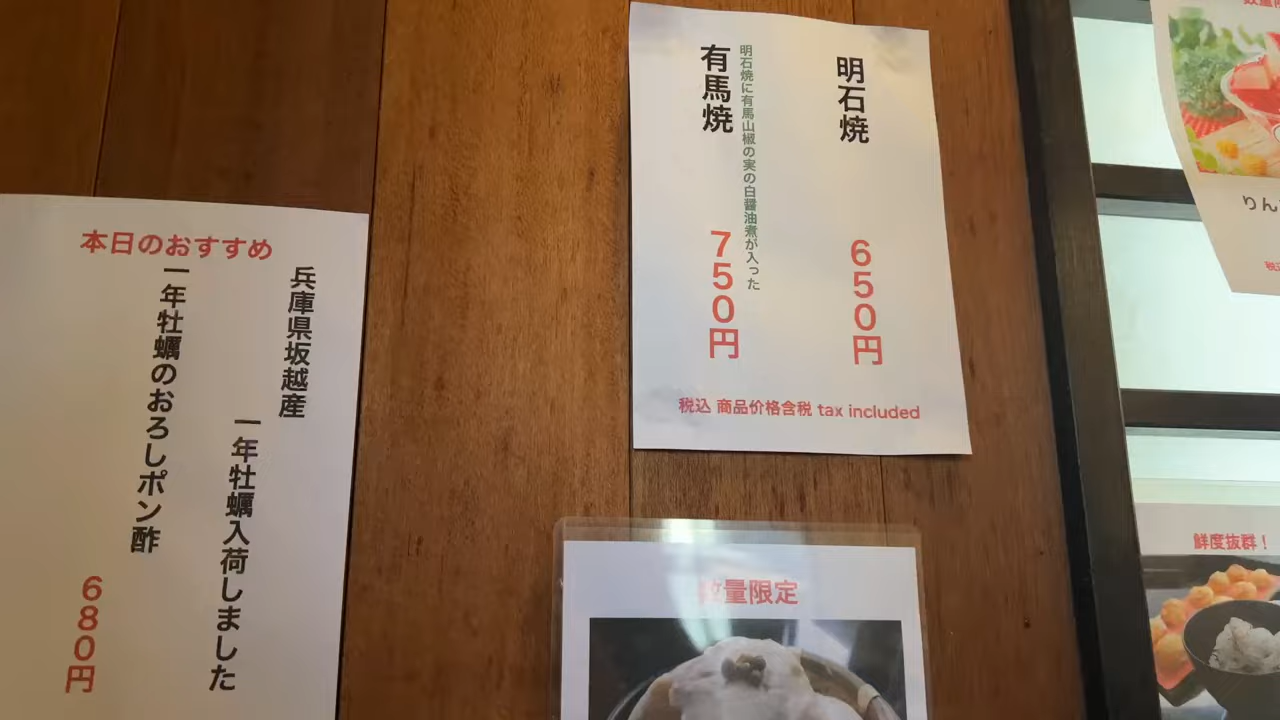 本日のおすすめ
兵庫県坂越産
一年牡蠣入荷しました
一年牡蠣のおろしポン酢
680円
明石焼
650円
明石焼に有馬山椒の実の白醤油煮が入った
有馬焼
750円
税込 商品价格含税 tax included
量限定
りん
鮮度抜群!